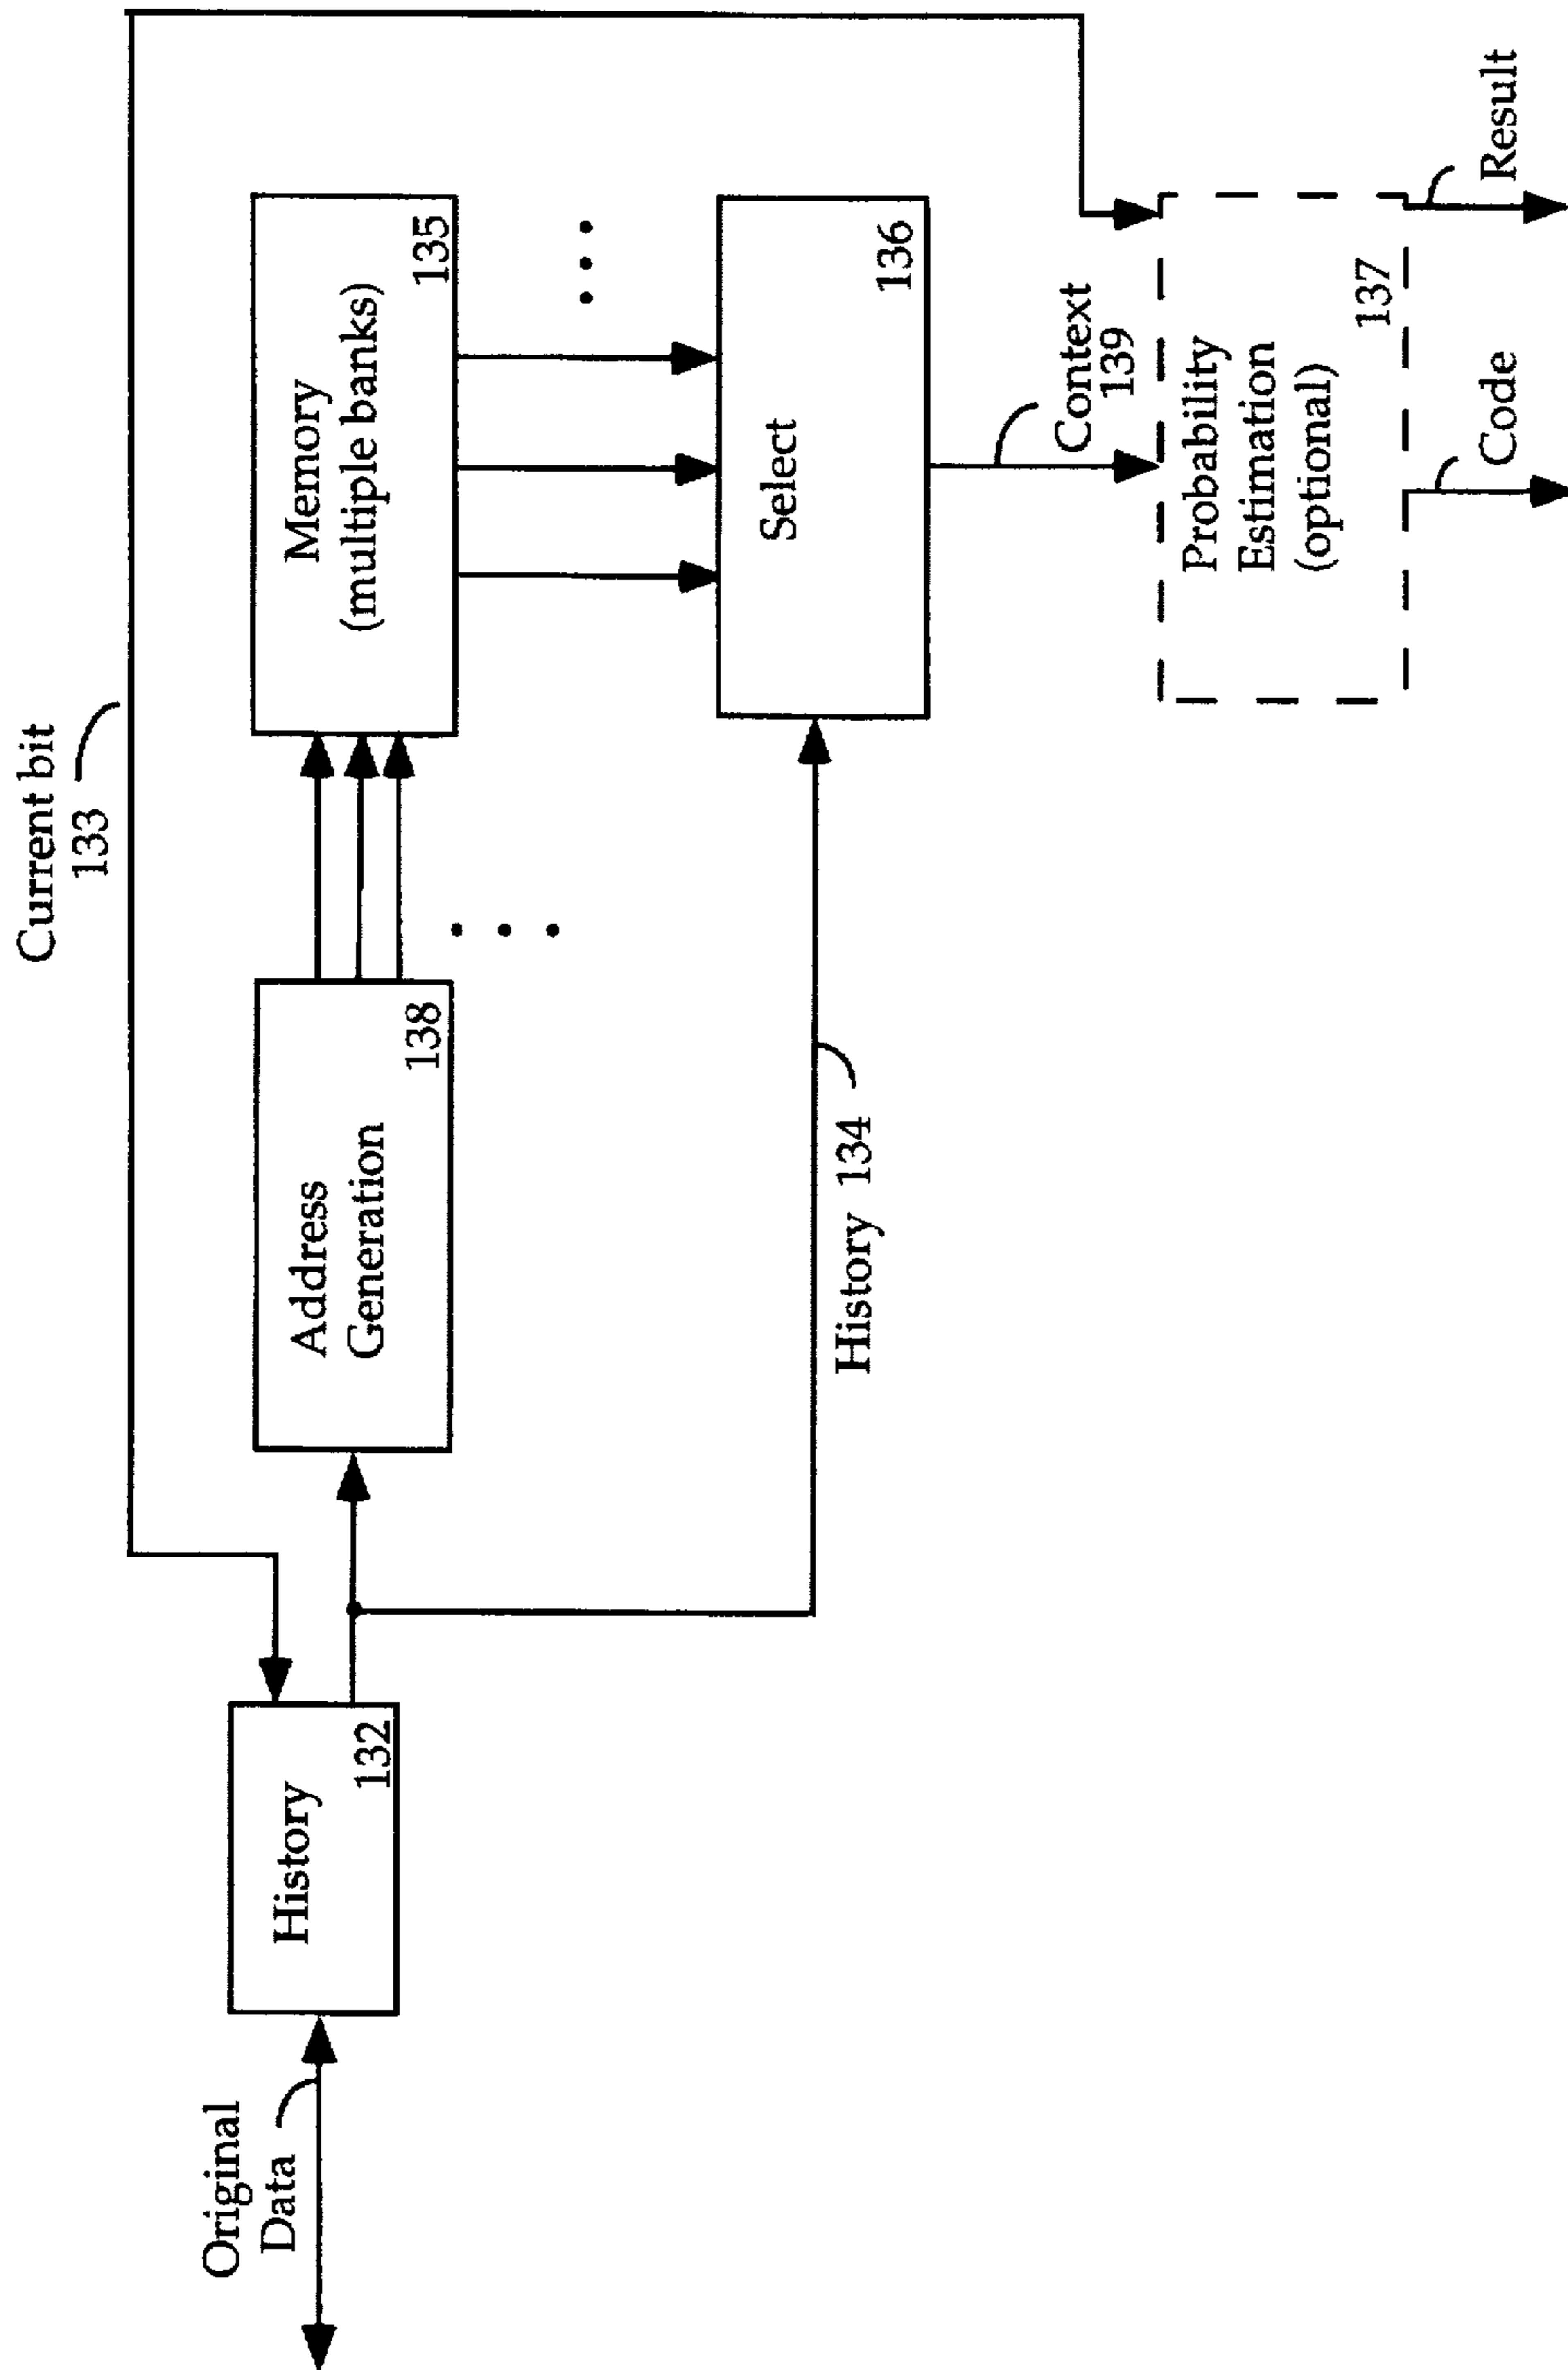 Current bit
133
Original
Data
History
132
Address
Generation
138
Memory
(multiple banks)
135
History 134
Select
136
Context
139
Probability
Estimation
(optional)
137
Code
Result